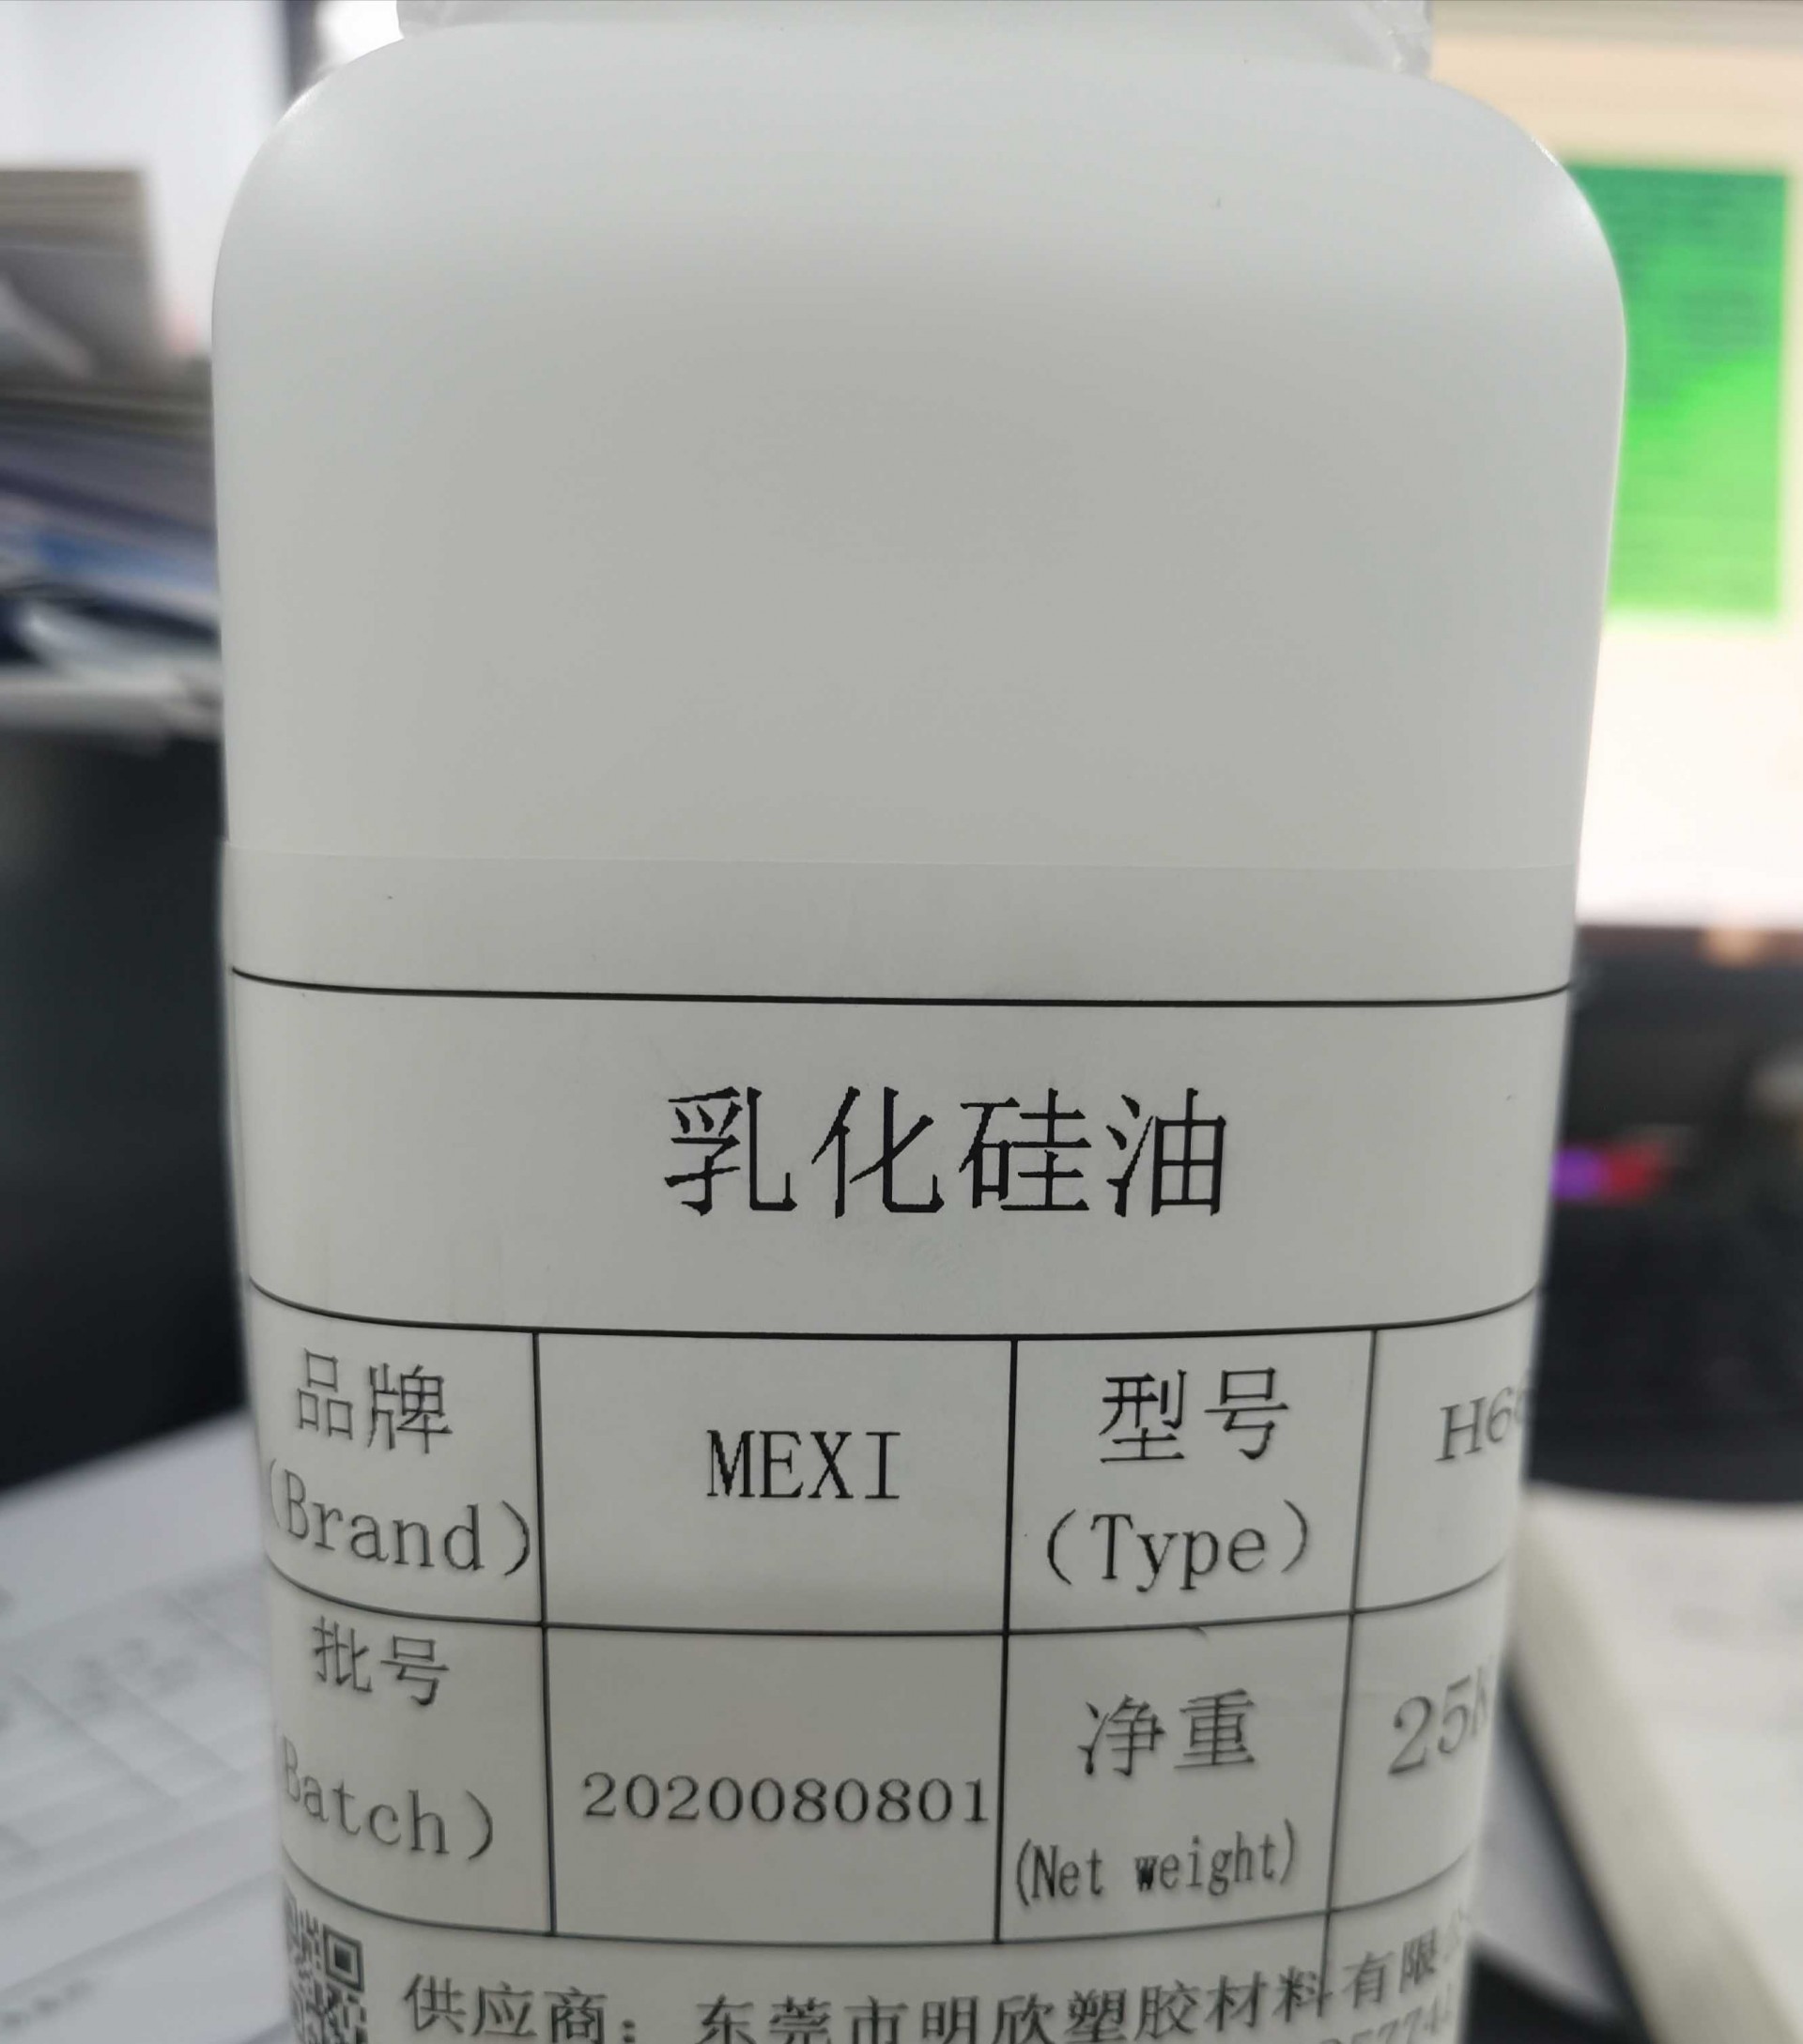 乳化硅油
品牌
(Brand)
MEXI
型号
(Type)
批号
Batch)
2020080801
净重
(Net weight)
供应商：东莞市明欣塑胶材料有限